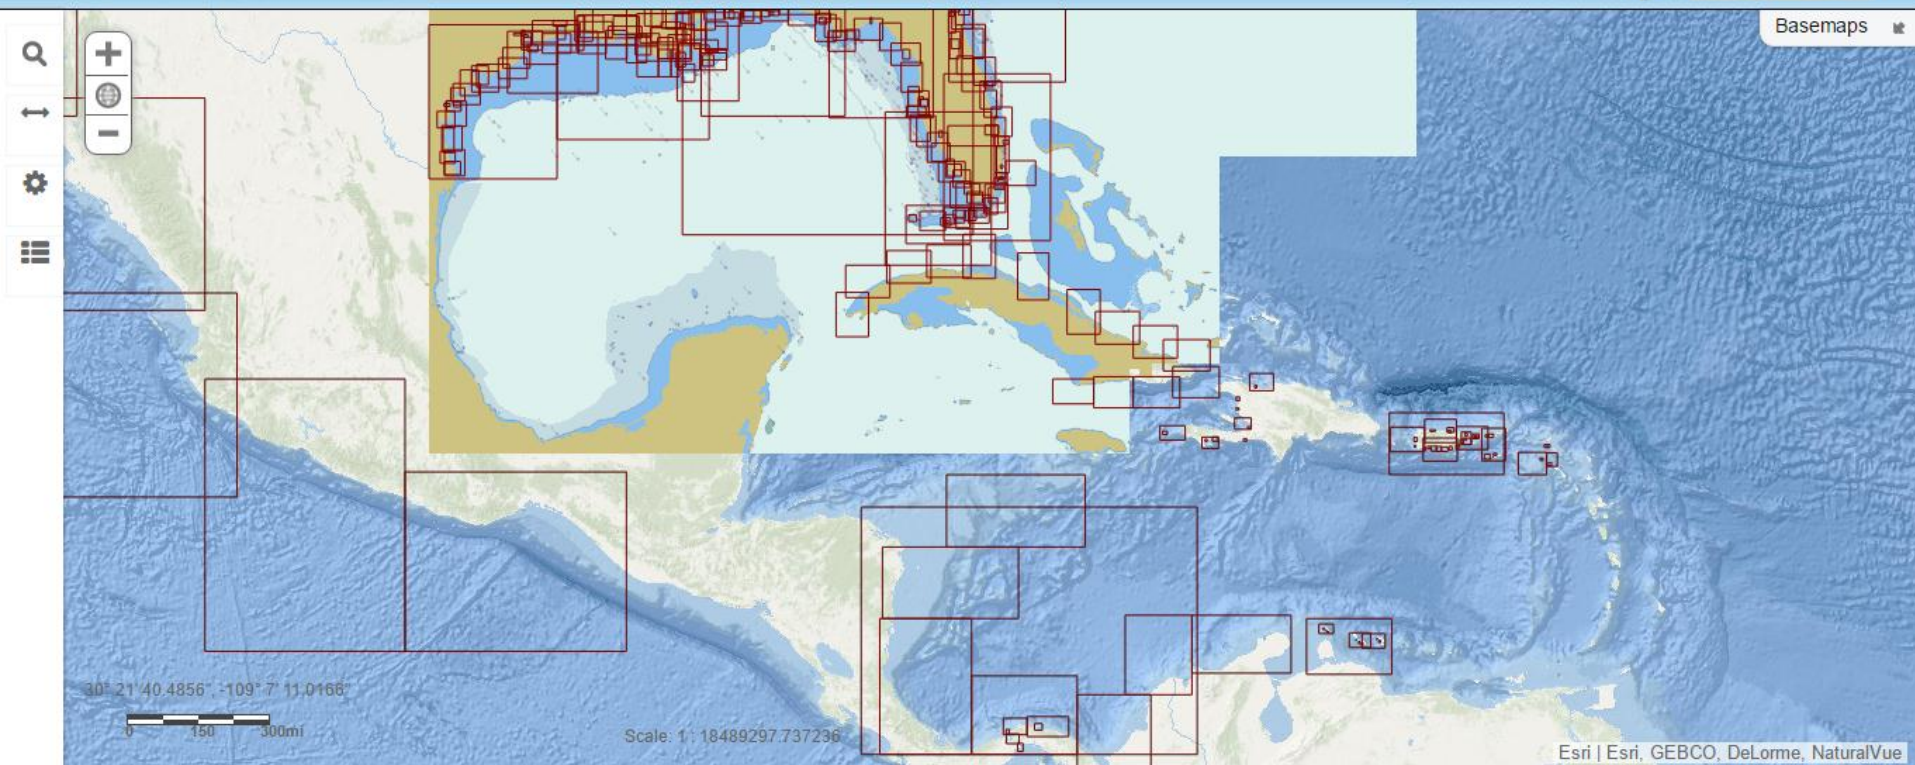 Basemaps
30° 21' 40.4856", -109° 7' 11.0168"
0 150 300mi
Scale: 1 : 18489297.737236
Esri | Esri, GEBCO, DeLorme, NaturalVue